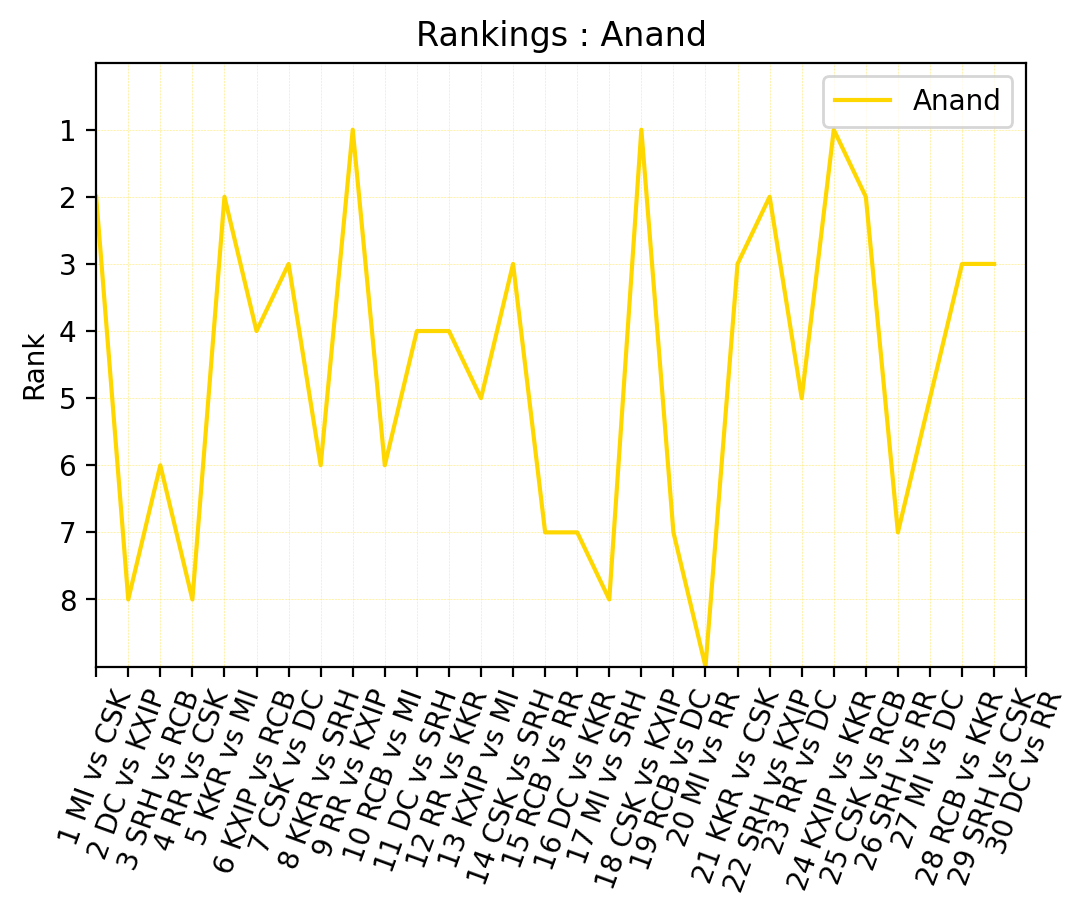 Rankings : Anand
Anand
Rank
1
2
3
4
5
6
7
8
1 MI vs CSK
2 DC vs KXIP
3 SRH vs RCB
4 RR vs CSK
5 KKR vs MI
6 KXIP vs RCB
7 CSK vs DC
8 KKR vs SRH
9 RR vs KXIP
10 RCB vs MI
11 DC vs SRH
12 RR vs KKR
13 KXIP vs MI
14 CSK vs SRH
15 RCB vs RR
16 DC vs KKR
17 MI vs SRH
18 CSK vs KXIP
19 RCB vs DC
20 MI vs RR
21 KKR vs CSK
22 SRH vs KXIP
23 RR vs DC
24 KXIP vs KKR
25 CSK vs RCB
26 SRH vs RR
27 MI vs DC
28 RCB vs KKR
29 SRH vs CSK
30 DC vs RR